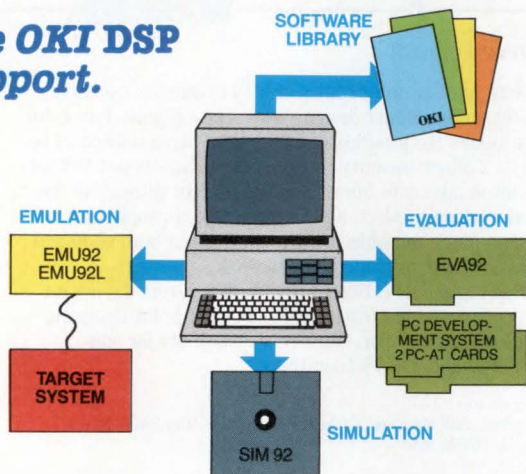 OKI DSP
SOFTWARE
LIBRARY
OKI
EMULATION
EMU92
EMU92L
TARGET
SYSTEM
EVALUATION
EVA92
PC DEVELOP-
MENT SYSTEM
2 PC-AT CARDS
SIM 92
SIMULATION